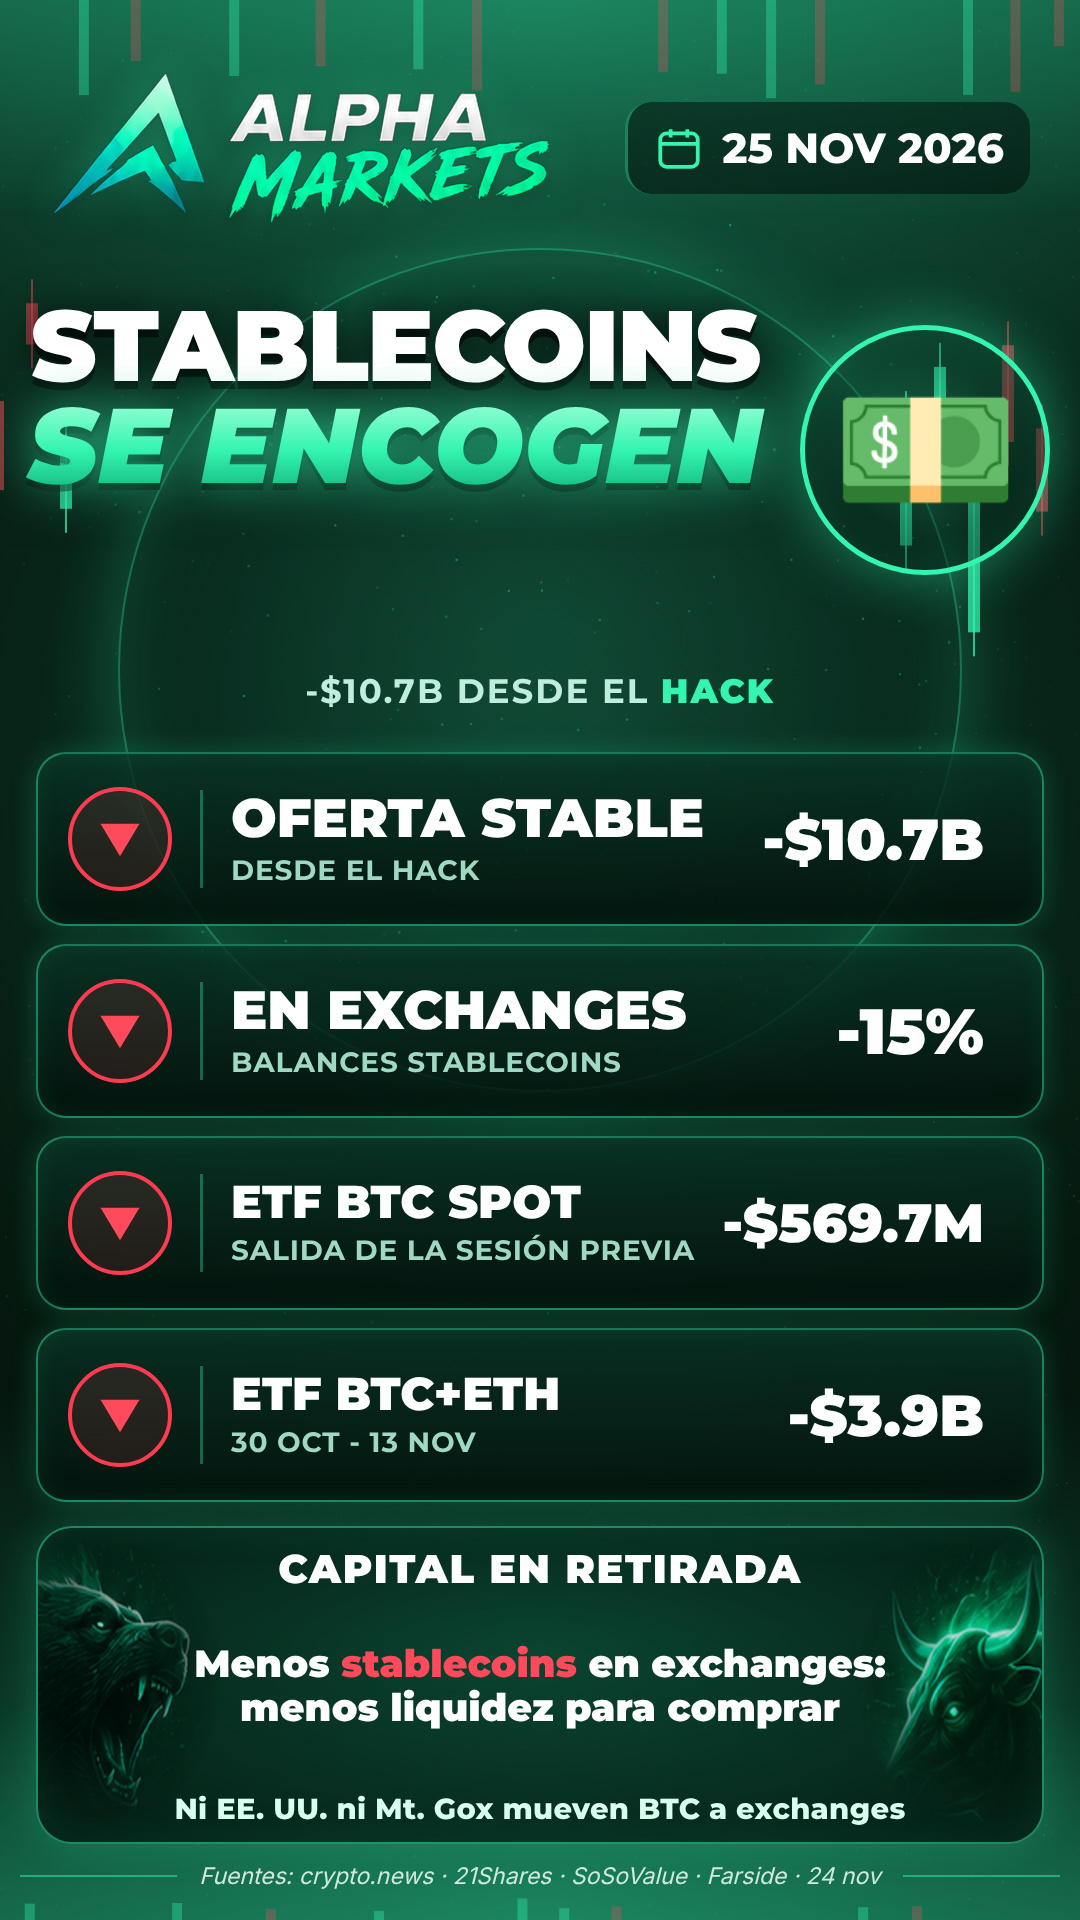 ALPHA
MARKETS
25 NOV 2026
STABLECOINS
SE ENCOGEN
$
-$10.7B DESDE EL HACK
OFERTA STABLE
DESDE EL HACK
-$10.7B
EN EXCHANGES
BALANCES STABLECOINS
-15%
ETF BTC SPOT
SALIDA DE LA SESIÓN PREVIA
-$569.7M
ETF BTC+ETH
30 OCT - 13 NOV
-$3.9B
CAPITAL EN RETIRADA
Menos stablecoins en exchanges:
menos liquidez para comprar
Ni EE. UU. ni Mt. Gox mueven BTC a exchanges
Fuentes: crypto.news · 21Shares · SoSoValue · Farside · 24 nov